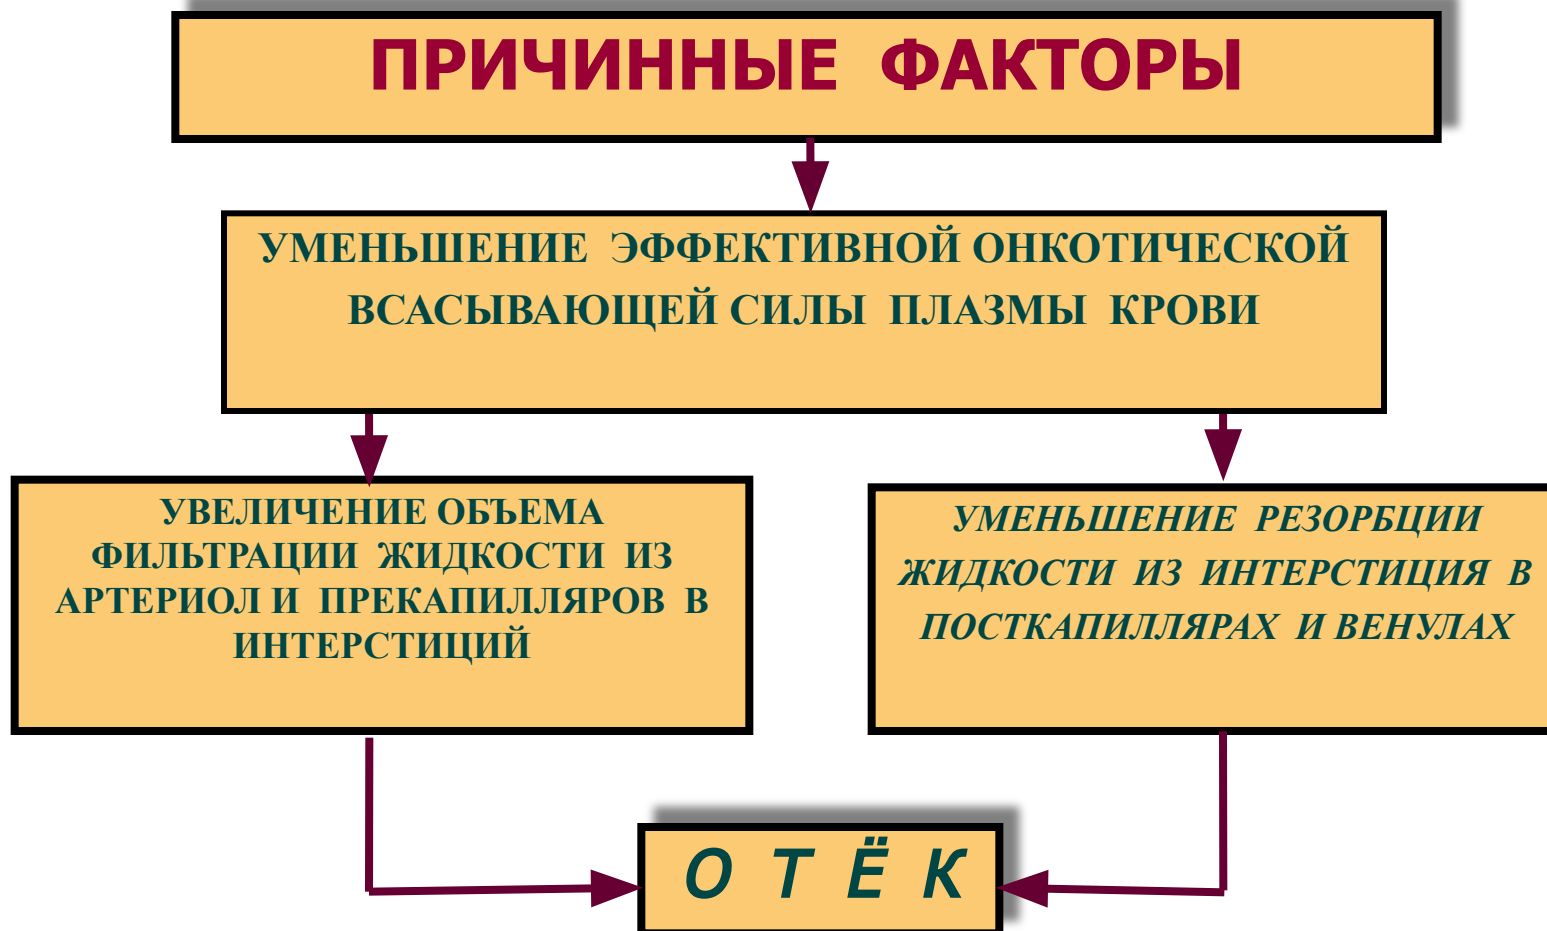 ПРИЧИННЫЕ ФАКТОРЫ
УМЕНЬШЕНИЕ ЭФФЕКТИВНОЙ ОНКОТИЧЕСКОЙ
ВСАСЫВАЮЩЕЙ СИЛЫ ПЛАЗМЫ КРОВИ
УВЕЛИЧЕНИЕ ОБЪЕМА
ФИЛЬТРАЦИИ ЖИДКОСТИ ИЗ
АРТЕРИОЛ И ПРЕКАПИЛЛЯРОВ В
ИНТЕРСТИЦИЙ
УМЕНЬШЕНИЕ РЕЗОРБЦИИ
ЖИДКОСТИ ИЗ ИНТЕРСТИЦИЯ В
ПОСТКАПИЛЛЯРАХ И ВЕНУЛАХ
О Т Ё К